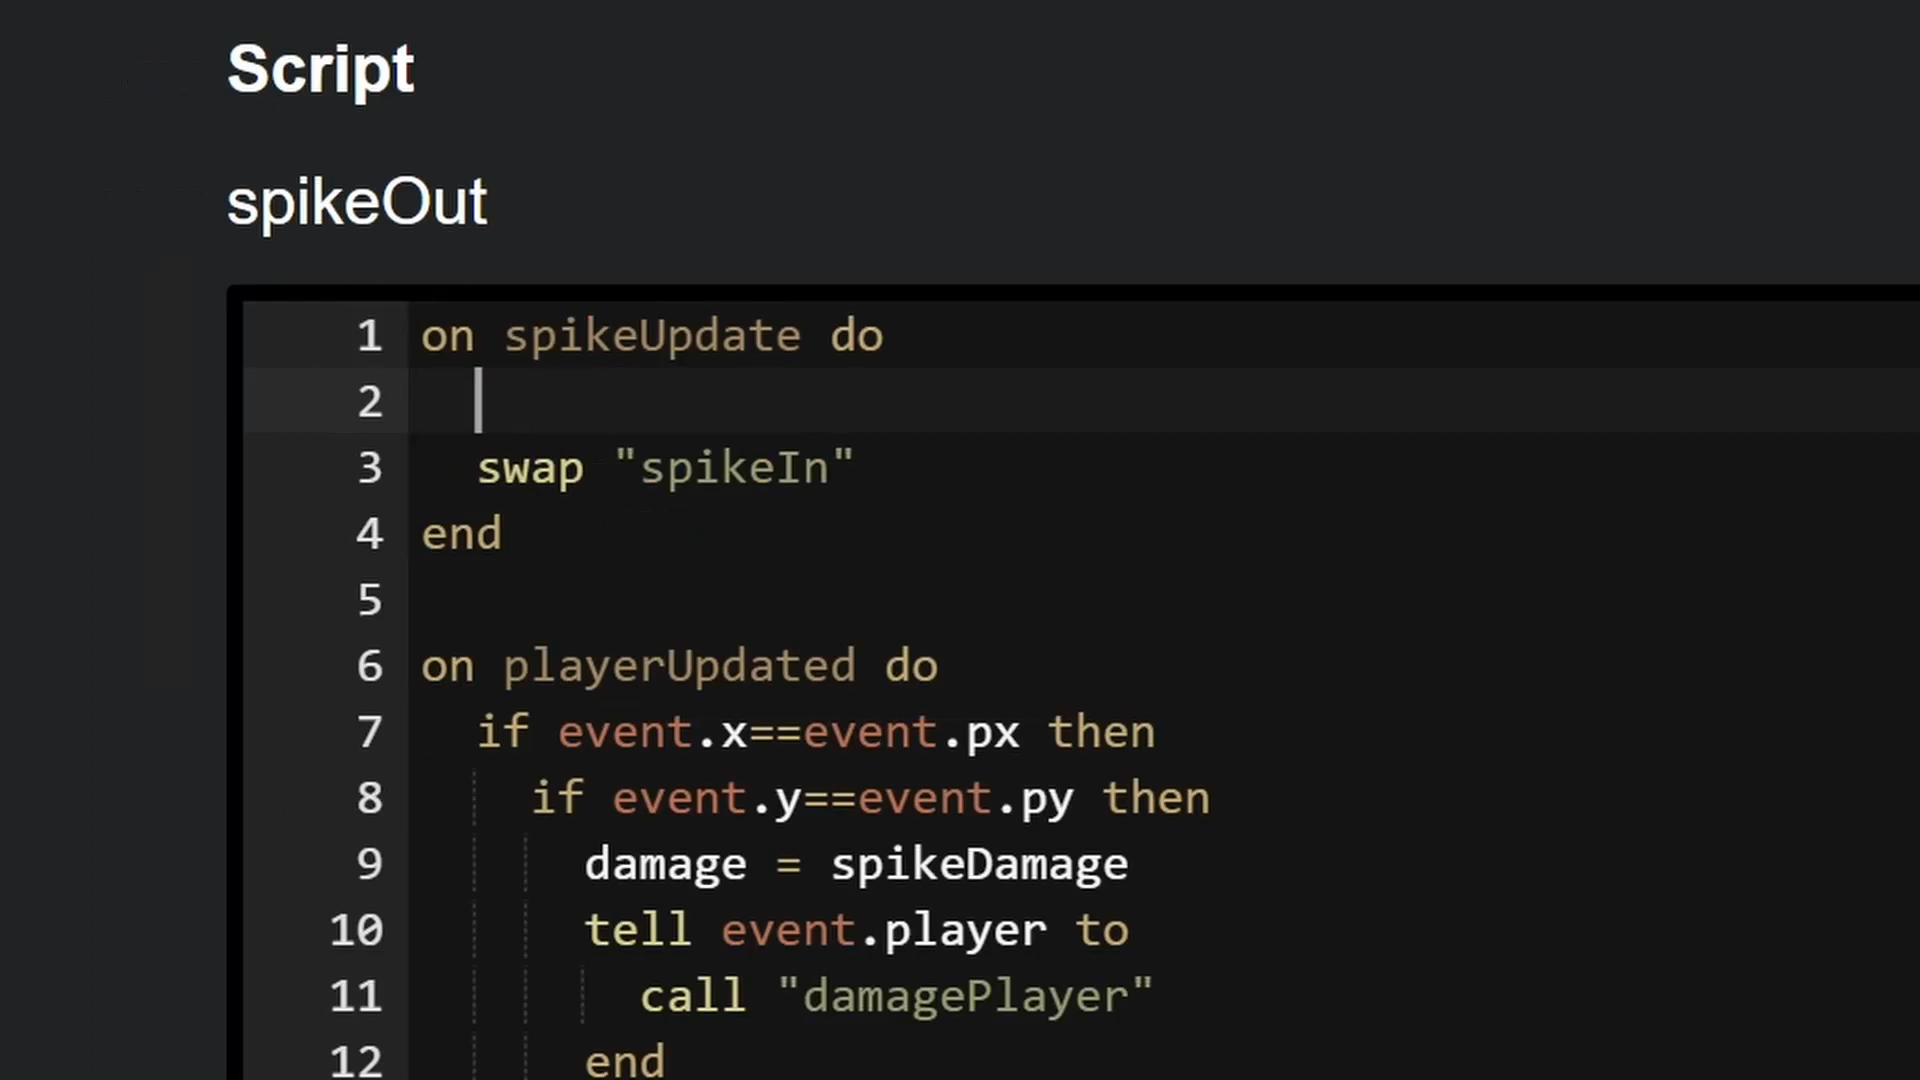 Script
spikeOut
1 on spikeUpdate do
2
3 swap "spikeIn"
4 end
5
6 on playerUpdated do
7 if event.x==event.px then
8 if event.y==event.py then
9 damage = spikeDamage
10 tell event.player to
11 call "damagePlayer"
12 end